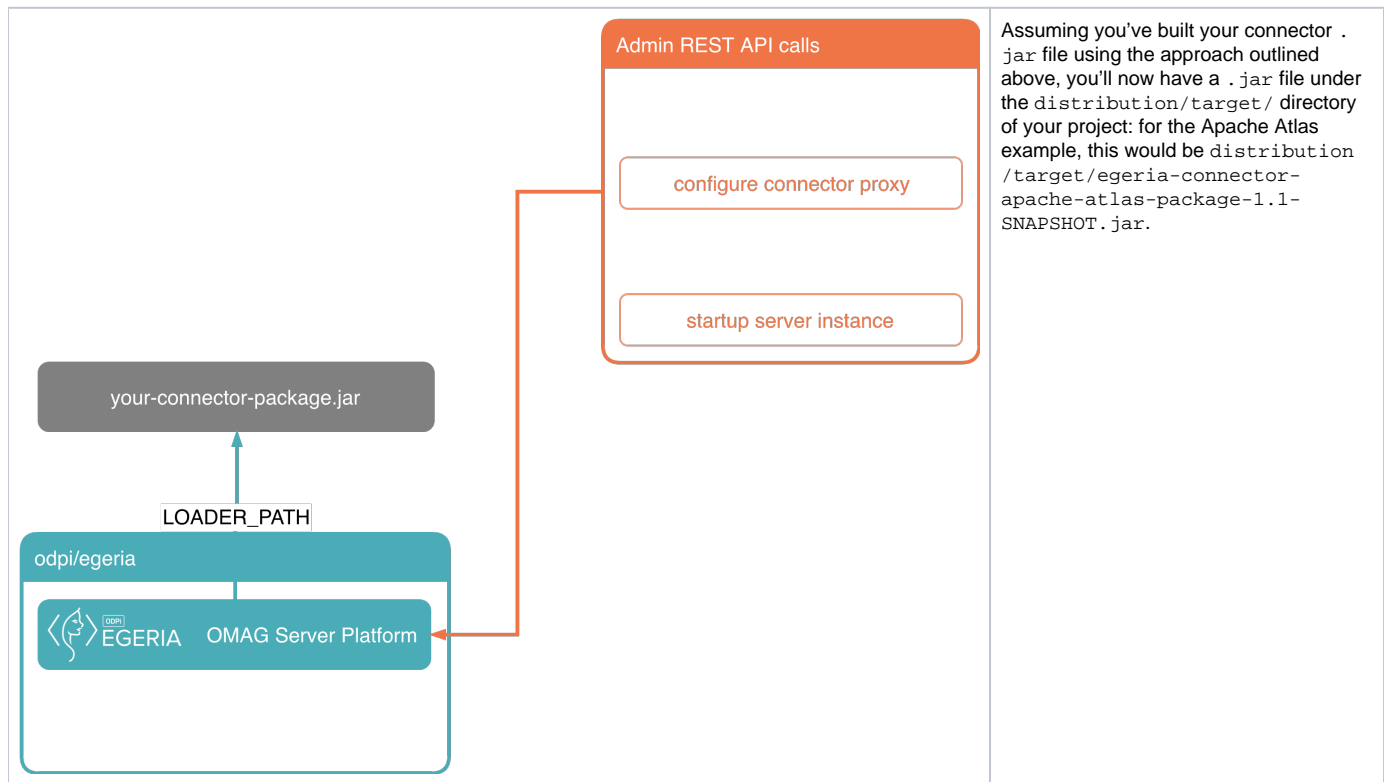 Admin REST API calls
configure connector proxy
startup server instance
your-connector-package.jar
LOADER_PATH
odpi/egeria
ODPi
EGERIA OMAG Server Platform
Assuming you’ve built your connector .
jar file using the approach outlined
above, you’ll now have a .jar file under
the distribution/target/ directory
of your project: for the Apache Atlas
example, this would be distribution
/target/egeria-connector-
apache-atlas-package-1.1-
SNAPSHOT.jar.